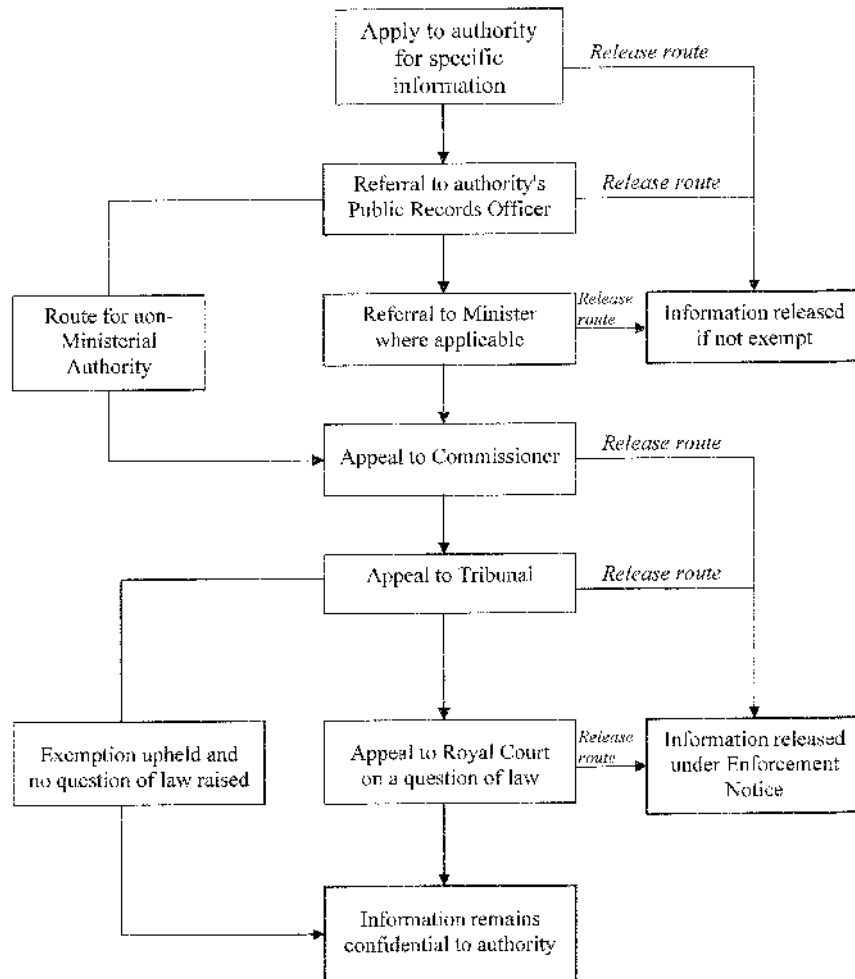 Apply to authority
for specific
information
Release route
Referral to authority's
Public Records Officer
Release route
Route for non-
Ministerial
Authority
Referral to Minister
where applicable
Release
route
Information released
if not exempt
Appeal to Commissioner
Release route
Appeal to Tribunal
Release route
Exemption upheld and
no question of law raised
Appeal to Royal Court
on a question of law
Release
route
Information released
under Enforcement
Notice
Information remains
confidential to authority